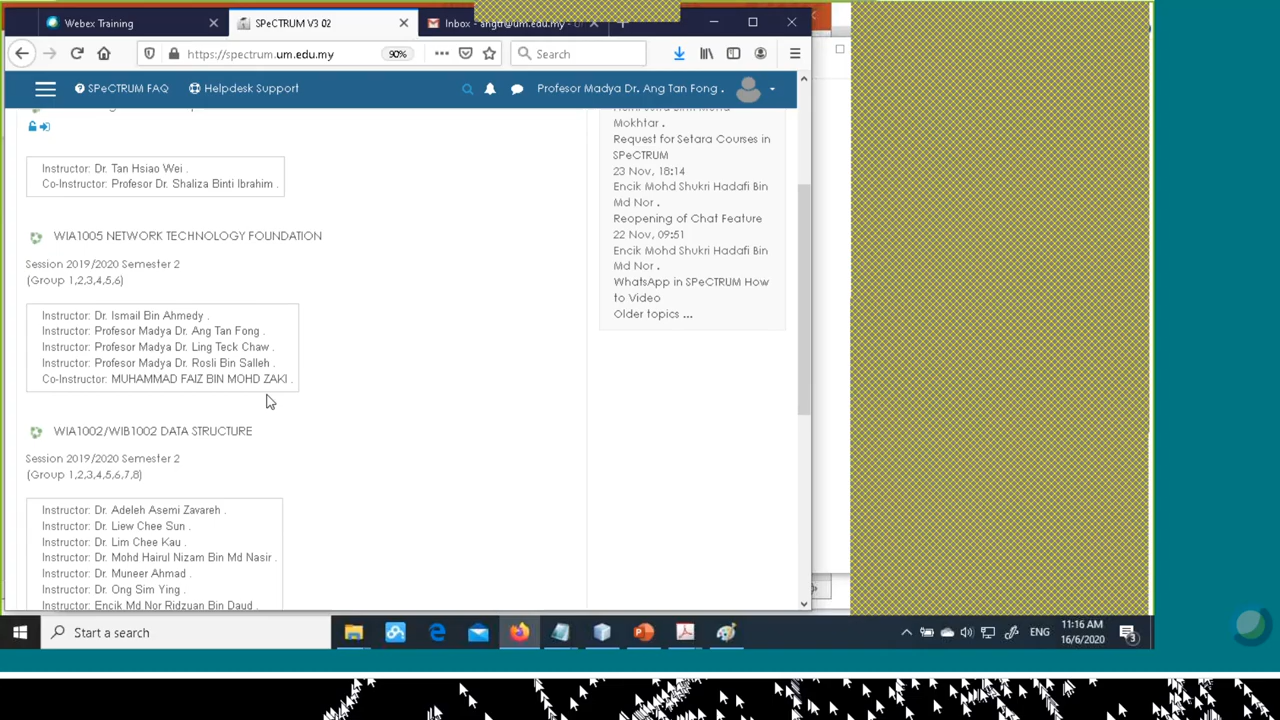 Webex Training
SPeCTRUM V3 02
Inbox - angtf@um.edu.my -
https://spectrum.um.edu.my
90%
Search
SPeCTRUM FAQ
Helpdesk Support
Profesor Madya Dr. Ang Tan Fong .
Instructor: Dr. Tan Hsiao Wei .
Co-Instructor: Profesor Dr. Shaliza Binti Ibrahim .
WIA1005 NETWORK TECHNOLOGY FOUNDATION
Session 2019/2020 Semester 2
(Group 1,2,3,4,5,6)
Instructor: Dr. Ismail Bin Ahmedy .
Instructor: Profesor Madya Dr. Ang Tan Fong .
Instructor: Profesor Madya Dr. Ling Teck Chaw .
Instructor: Profesor Madya Dr. Rosli Bin Salleh .
Co-Instructor: MUHAMMAD FAIZ BIN MOHD ZAKI .
WIA1002/WIB1002 DATA STRUCTURE
Session 2019/2020 Semester 2
(Group 1,2,3,4,5,6,7,8)
Instructor: Dr. Adeleh Asemi Zavareh .
Instructor: Dr. Liew Chee Sun .
Instructor: Dr. Lim Chee Kau .
Instructor: Dr. Mohd Hairul Nizam Bin Md Nasir .
Instructor: Dr. Muneer Ahmad .
Instructor: Dr. Ong Sim Ying .
Instructor: Encik Md Nor Ridzuan Bin Daud .
Mokhtar .
Request for Setara Courses in
SPeCTRUM
23 Nov, 18:14
Encik Mohd Shukri Hadafi Bin
Md Nor .
Reopening of Chat Feature
22 Nov, 09:51
Encik Mohd Shukri Hadafi Bin
Md Nor .
WhatsApp in SPeCTRUM How
to Video
Older topics ...
Start a search
ENG
11:16 AM
16/6/2020
3